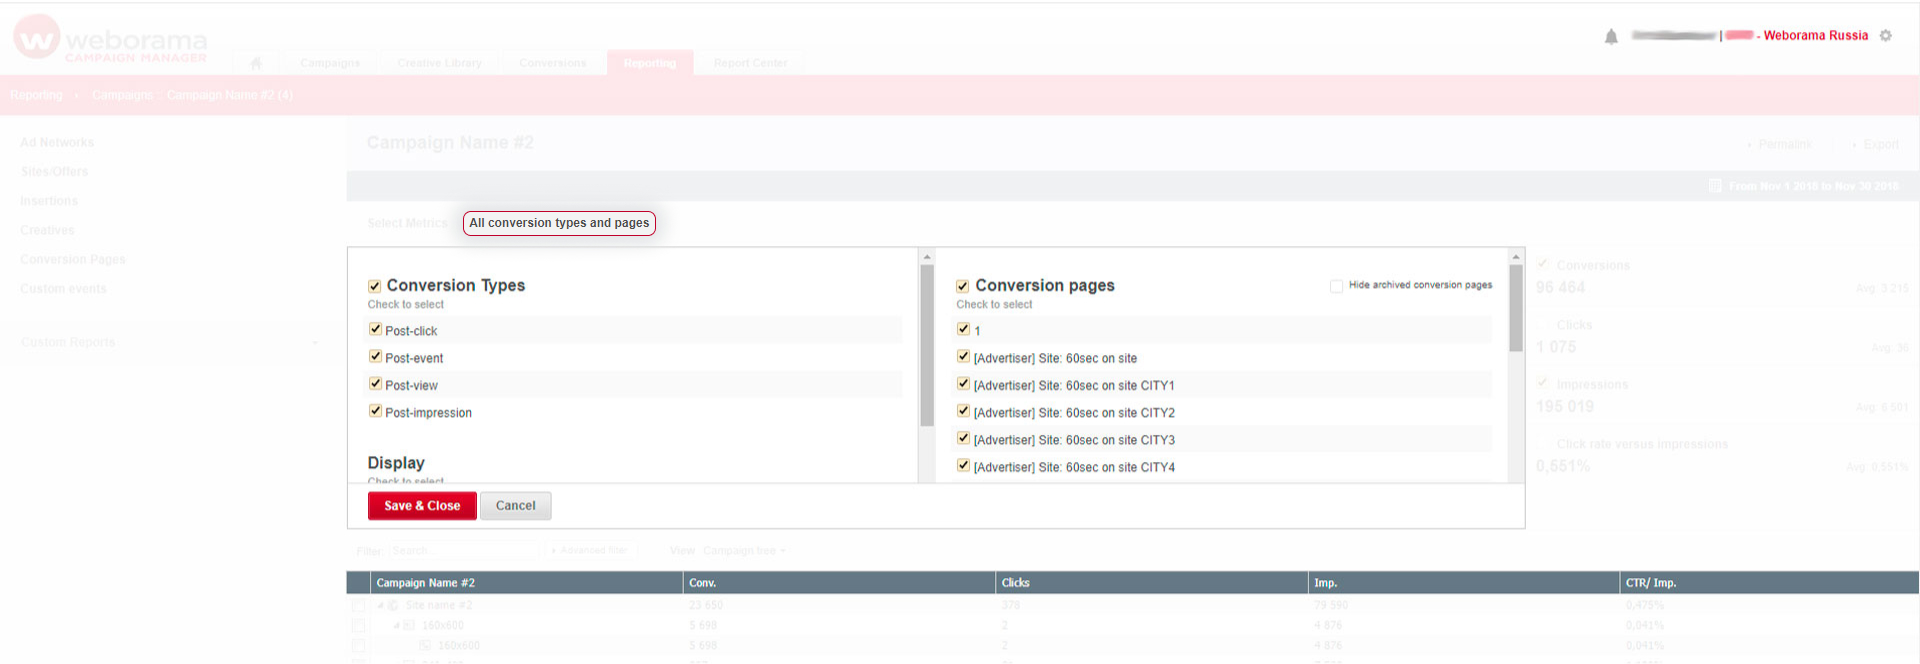 weborama
CAMPAIGN MANAGER
- Weborama Russia
Campaigns Creative Library Conversions Reporting Report Center
Reporting Campaigns : Campaign Name #2 (4)
Ad Networks
Sites/Offers
Insertions
Creatives
Conversion Pages
Custom events
Custom Reports
Campaign Name #2
Permalink Export
From Nov 1 2018 to Nov 30 2018
Select Metrics All conversion types and pages
Conversion Types
Check to select
Post-click
Post-event
Post-view
Post-impression
Display
Check to select
Conversion pages
Hide archived conversion pages
Check to select
1
[Advertiser] Site: 60sec on site
[Advertiser] Site: 60sec on site CITY1
[Advertiser] Site: 60sec on site CITY2
[Advertiser] Site: 60sec on site CITY3
[Advertiser] Site: 60sec on site CITY4
Save & Close Cancel
Conversions
96 464 Avg. 3 215
Clicks
1 075 Avg. 36
Impressions
195 019 Avg. 6 501
Click rate versus impressions
0,551% Avg. 0,551%
Filter: Search... Advanced filter View Campaign tree
Campaign Name #2 Conv. Clicks Imp. CTR/ Imp.
Site name #2 23 650 378 79 590 0,475%
160x600 5 698 2 4 876 0,041%
160x600 5 698 2 4 876 0,041%